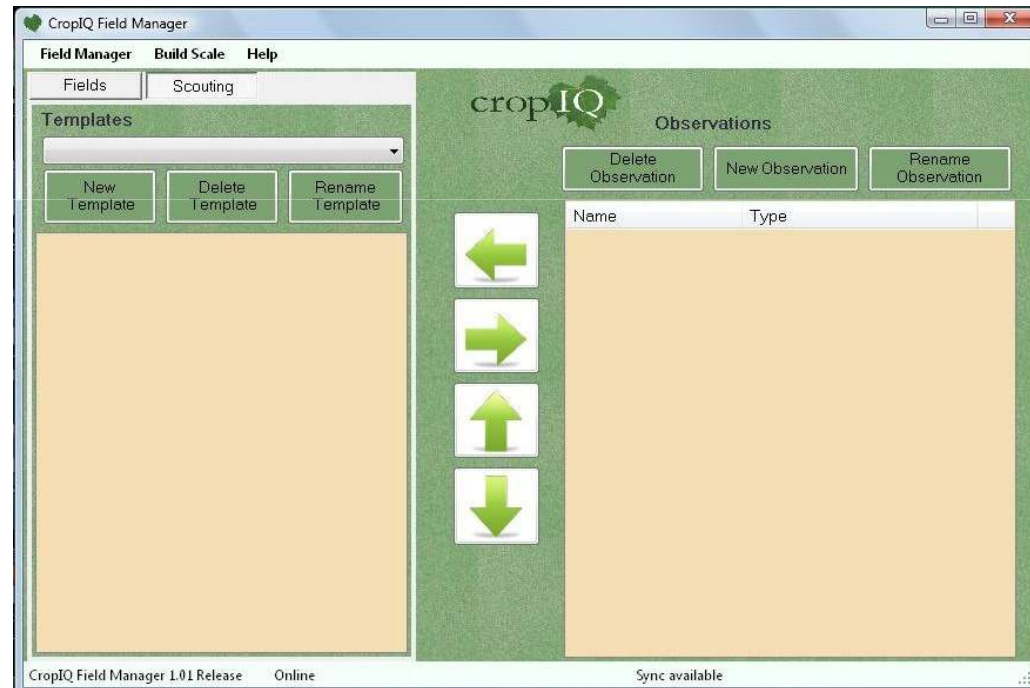 CropIQ Field Manager
Field Manager Build Scale Help
Fields Scouting
Templates
New Template
Delete Template
Rename Template
cropIQ
Observations
Delete Observation
New Observation
Rename Observation
Name Type
CropIQ Field Manager 1.01 Release Online Sync available